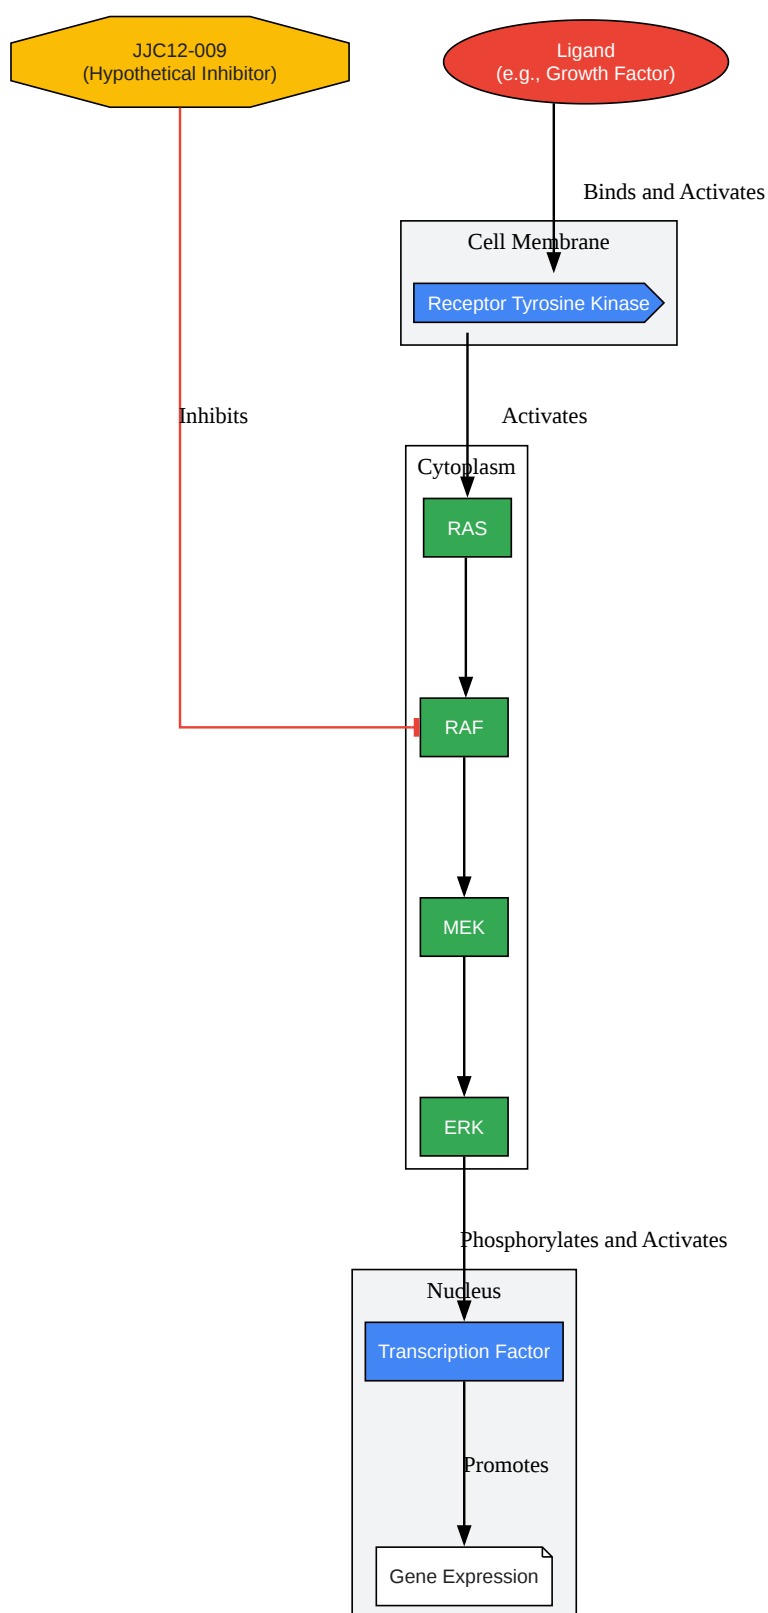 JJC12-009
(Hypothetical Inhibitor)
Ligand
(e.g., Growth Factor)
Binds and Activates
Cell Membrane
Receptor Tyrosine Kinase
Inhibits
Activates
Cytoplasm
RAS
RAF
MEK
ERK
Phosphorylates and Activates
Nucleus
Transcription Factor
Promotes
Gene Expression